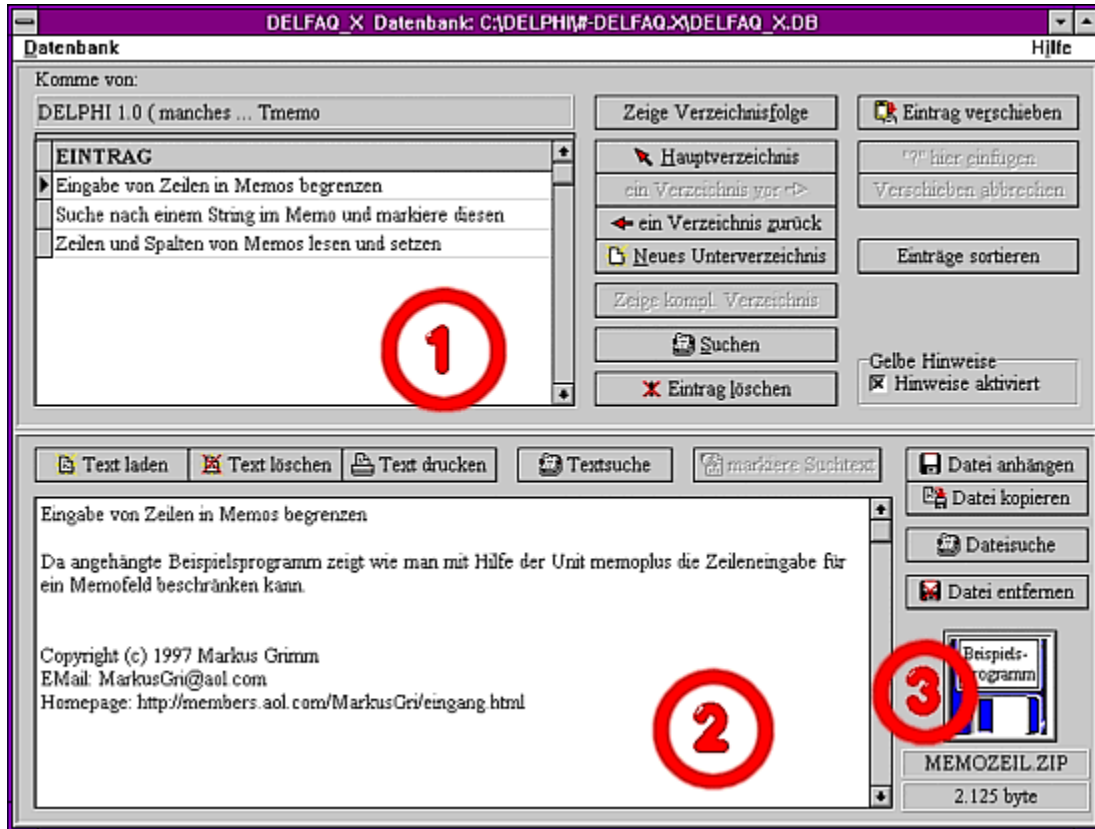 DELFAQ_X Datenbank: C:\DELPHI\#-DELFAQ.X\DELFAQ_X.DB
Datenbank
Hilfe
Komme von:
DELPHI 1.0 ( manches ... Tmemo
EINTRAG
Eingabe von Zeilen in Memos begrenzen
Suche nach einem String im Memo und markiere diesen
Zeilen und Spalten von Memos lesen und setzen
1
Zeige Verzeichnisfolge
Hauptverzeichnis
ein Verzeichnis vor
ein Verzeichnis zurück
Neues Unterverzeichnis
Zeige kompl. Verzeichnis
Suchen
Eintrag löschen
Eintrag verschieben
"?" hier einfügen
Verschieben abbrechen
Einträge sortieren
Gelbe Hinweise
Hinweise aktiviert
Text laden
Text löschen
Text drucken
Textsuche
markiere Suchtext
Eingabe von Zeilen in Memos begrenzen
Da angehängte Beispielsprogramm zeigt wie man mit Hilfe der Unit memoplus die Zeileneingabe für
ein Memofeld beschränken kann.
Copyright (c) 1997 Markus Grimm
EMail: MarkusGri@aol.com
Homepage: http://members.aol.com/MarkusGri/eingang.html
2
Datei anhängen
Datei kopieren
Dateisuche
Datei entfernen
Beispiels-
programm
3
MEMOZEIL.ZIP
2.125 byte